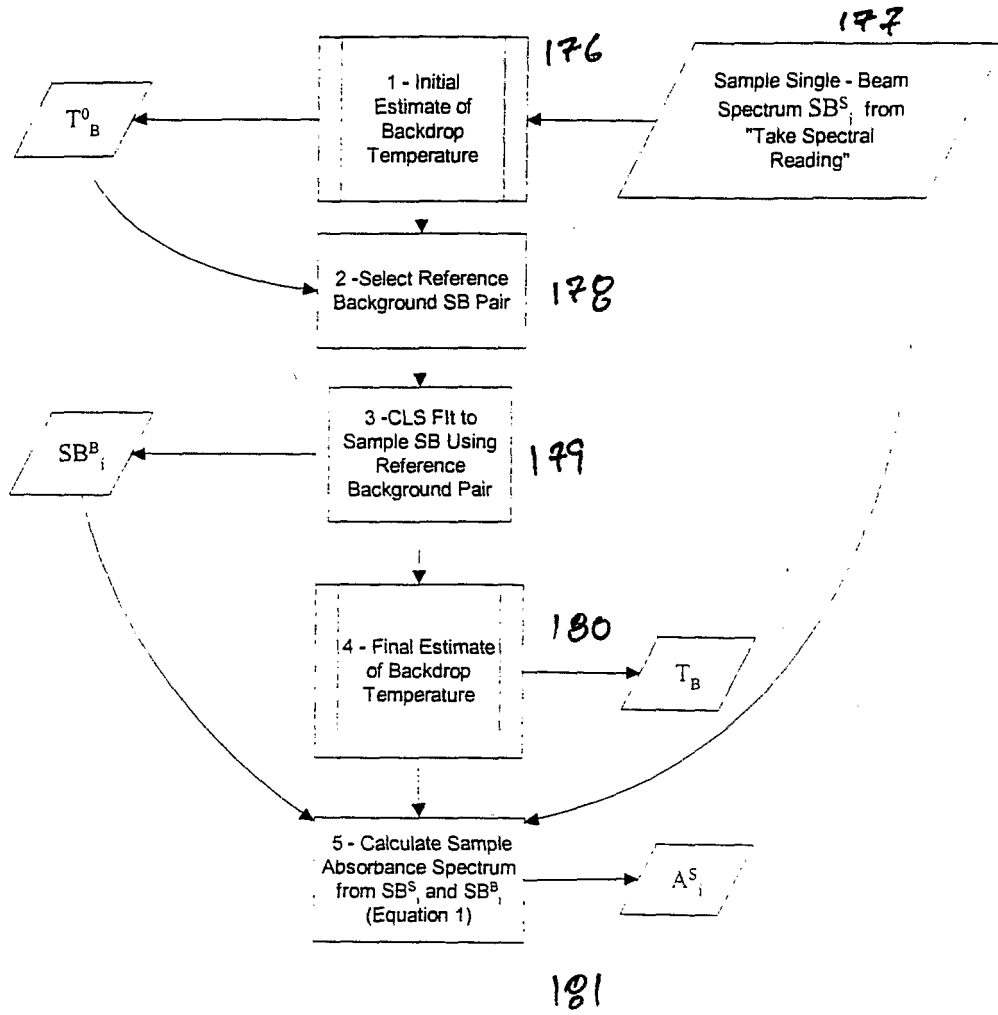 177
176
1 - Initial
Estimate of
Backdrop
Temperature
Sample Single - Beam
Spectrum SB^S_i from
"Take Spectral
Reading"
T^0_B
2 -Select Reference
Background SB Pair
178
3 -CLS Fit to
Sample SB Using
Reference
Background Pair
179
SB^B_i
4 - Final Estimate
of Backdrop
Temperature
180
T_B
5 - Calculate Sample
Absorbance Spectrum
from SB^S_i and SB^B_i
(Equation 1)
A^S_i
181